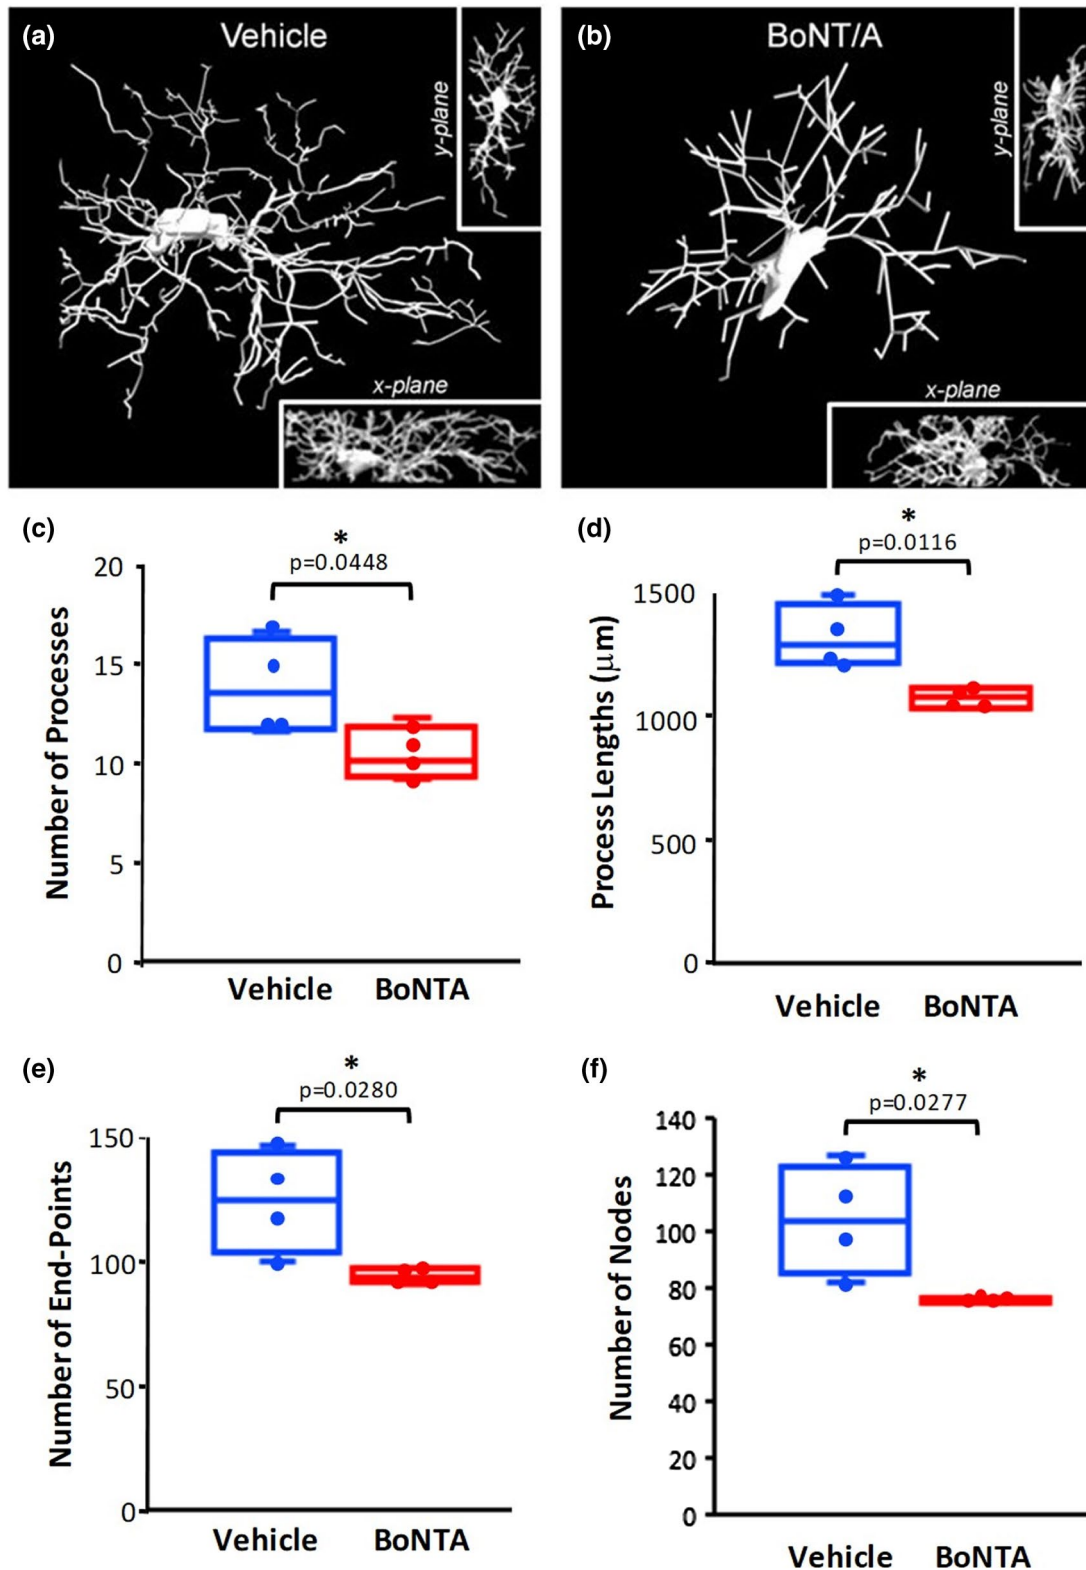 (a) Vehicle
y-plane
x-plane
(b) BoNT/A
y-plane
x-plane
(c)
*
p=0.0448
20
15
10
5
0
Number of Processes
Vehicle BoNTA
(d)
*
p=0.0116
1500
1000
500
0
Process Lengths (μm)
Vehicle BoNTA
(e)
*
p=0.0280
150
100
50
0
Number of End-Points
Vehicle BoNTA
(f)
*
p=0.0277
140
120
100
80
60
40
20
0
Number of Nodes
Vehicle BoNTA